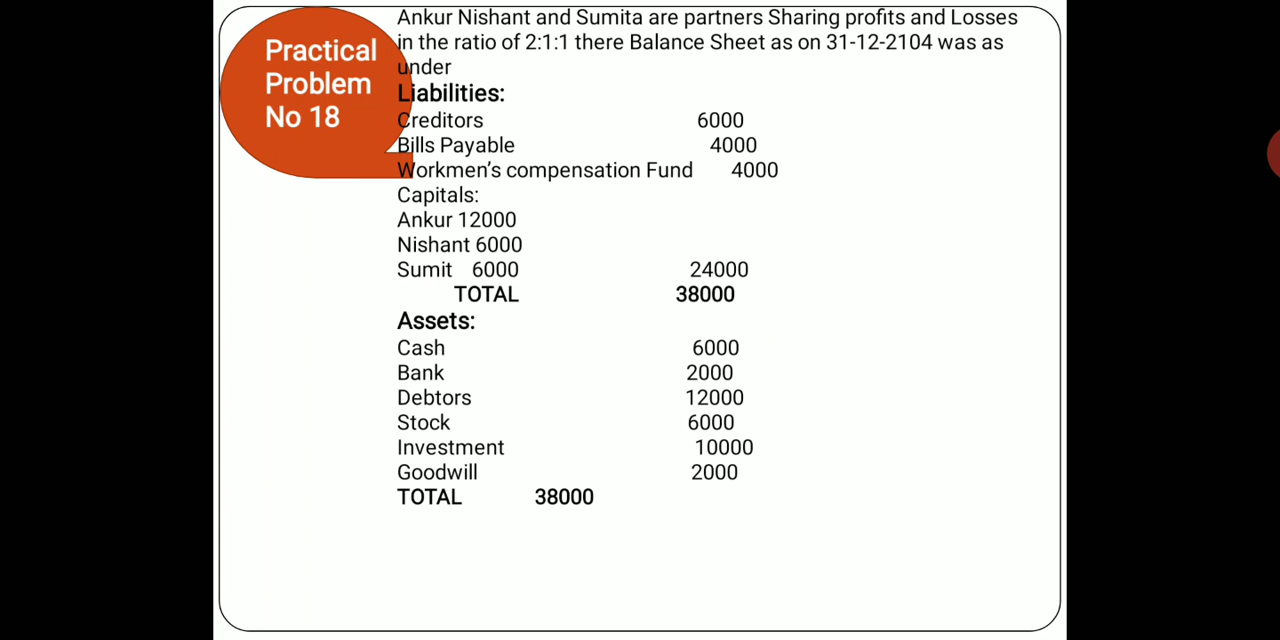 Practical
Problem
No 18
Ankur Nishant and Sumita are partners Sharing profits and Losses
in the ratio of 2:1:1 there Balance Sheet as on 31-12-2104 was as
under
Liabilities:
Creditors 6000
Bills Payable 4000
Workmen's compensation Fund 4000
Capitals:
Ankur 12000
Nishant 6000
Sumit 6000 24000
TOTAL 38000
Assets:
Cash 6000
Bank 2000
Debtors 12000
Stock 6000
Investment 10000
Goodwill 2000
TOTAL 38000